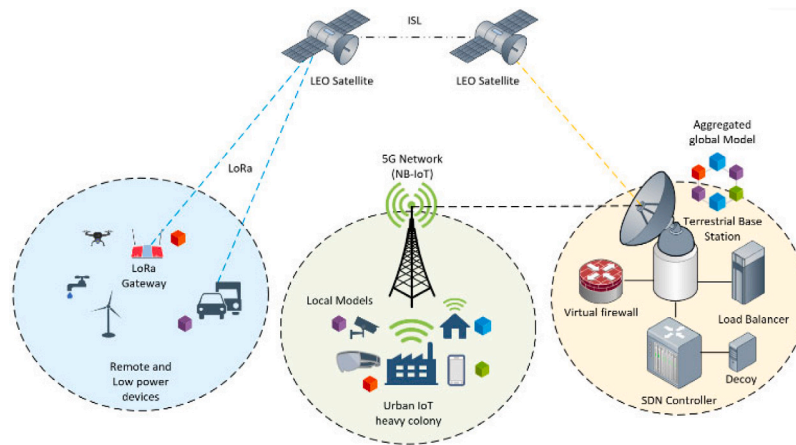 ISL
LEO Satellite
LEO Satellite
LoRa
5G Network
(NB-IoT)
Aggregated
global Model
LoRa
Gateway
Remote and
Low power
devices
Local Models
Urban IoT
heavy colony
Terrestrial Base
Station
Virtual firewall
Load Balancer
SDN Controller
Decoy